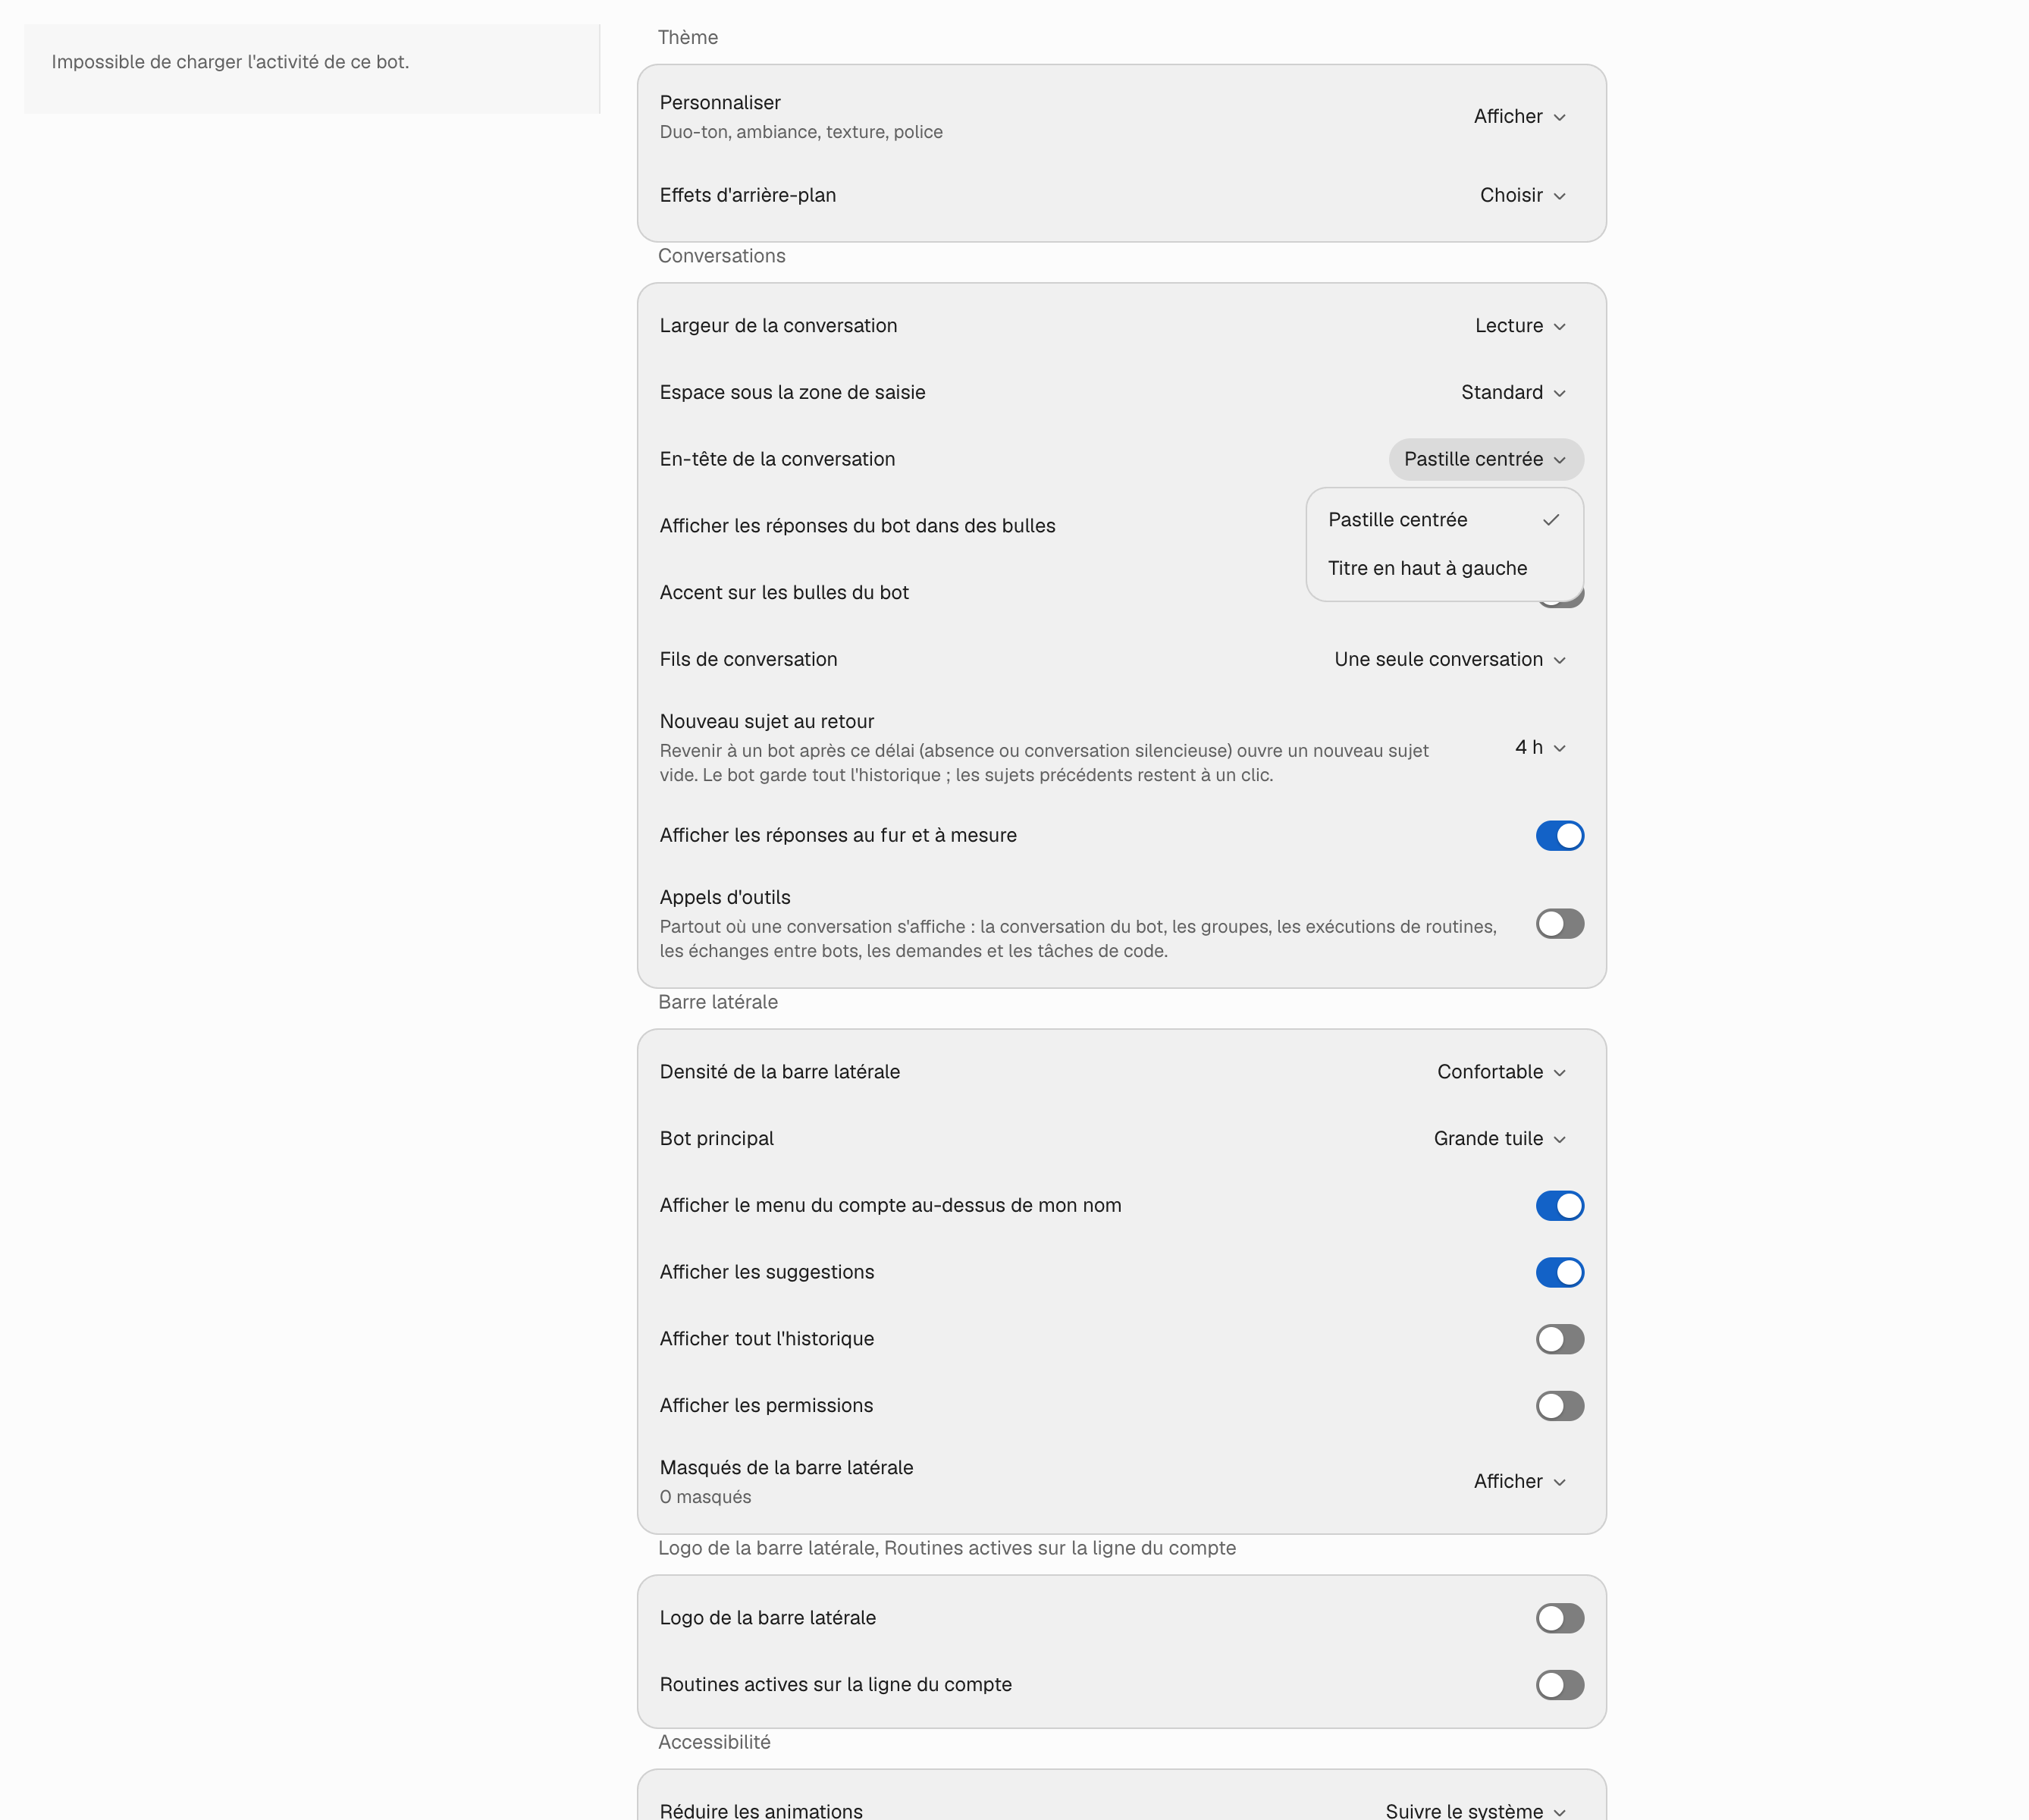 Impossible de charger l'activité de ce bot.
Thème
Personnaliser
Duo-ton, ambiance, texture, police
Afficher
Effets d'arrière-plan
Choisir
Conversations
Largeur de la conversation
Lecture
Espace sous la zone de saisie
Standard
En-tête de la conversation
Pastille centrée
Pastille centrée
Titre en haut à gauche
Afficher les réponses du bot dans des bulles
Accent sur les bulles du bot
Fils de conversation
Une seule conversation
Nouveau sujet au retour
Revenir à un bot après ce délai (absence ou conversation silencieuse) ouvre un nouveau sujet
vide. Le bot garde tout l'historique ; les sujets précédents restent à un clic.
4 h
Afficher les réponses au fur et à mesure
Appels d'outils
Partout où une conversation s'affiche : la conversation du bot, les groupes, les exécutions de routines,
les échanges entre bots, les demandes et les tâches de code.
Barre latérale
Densité de la barre latérale
Confortable
Bot principal
Grande tuile
Afficher le menu du compte au-dessus de mon nom
Afficher les suggestions
Afficher tout l'historique
Afficher les permissions
Masqués de la barre latérale
0 masqués
Afficher
Logo de la barre latérale, Routines actives sur la ligne du compte
Logo de la barre latérale
Routines actives sur la ligne du compte
Accessibilité
Réduire les animations
Suivre le système